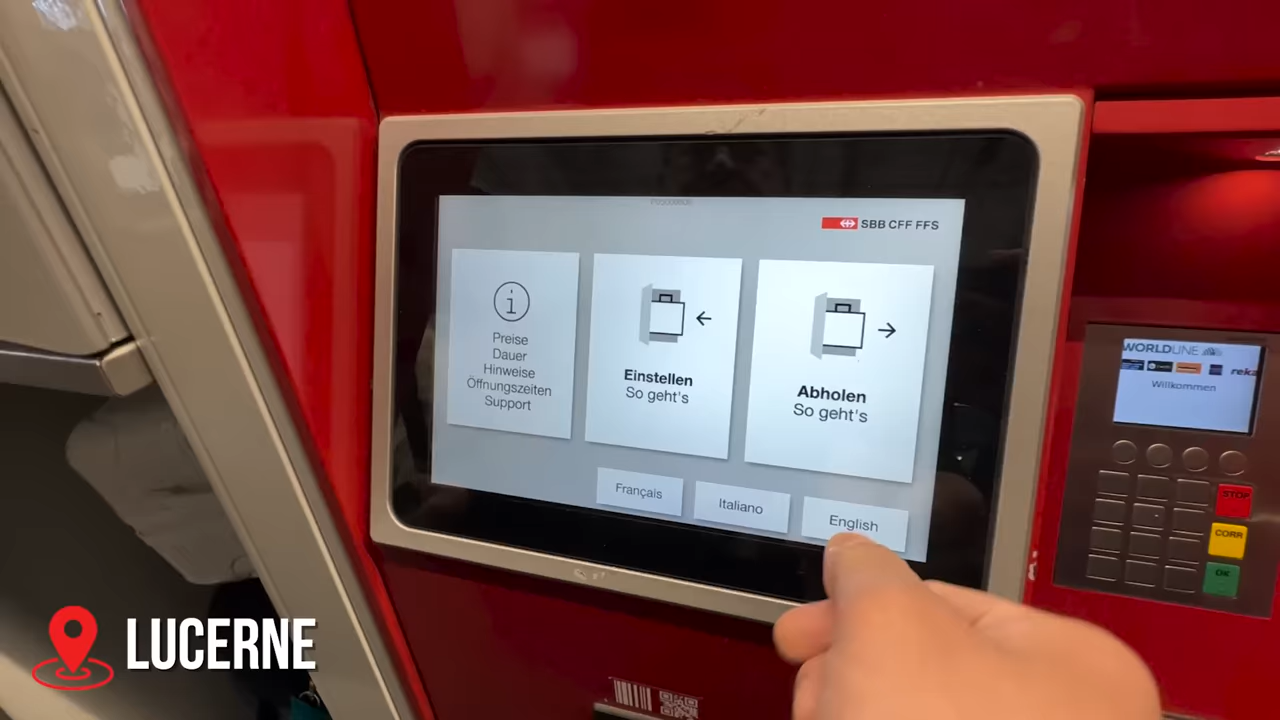 SBB CFF FFS
Preise
Dauer
Hinweise
Öffnungszeiten
Support
Einstellen
So geht's
Abholen
So geht's
Français
Italiano
English
WORLDLINE
reka
Willkommen
STOP
CORR
OK
LUCERNE